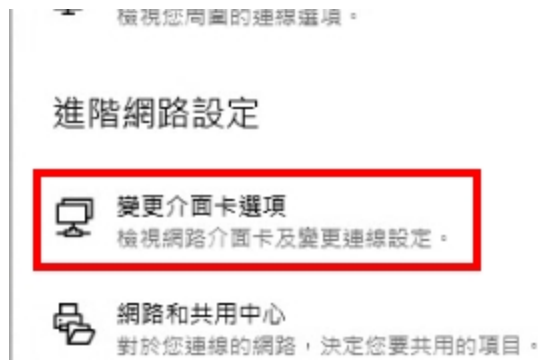 檢視您周圍的連線選項。
進階網路設定
變更介面卡選項
檢視網路介面卡及變更連線設定。
網路和共用中心
對於您連線的網路，決定您要共用的項目。